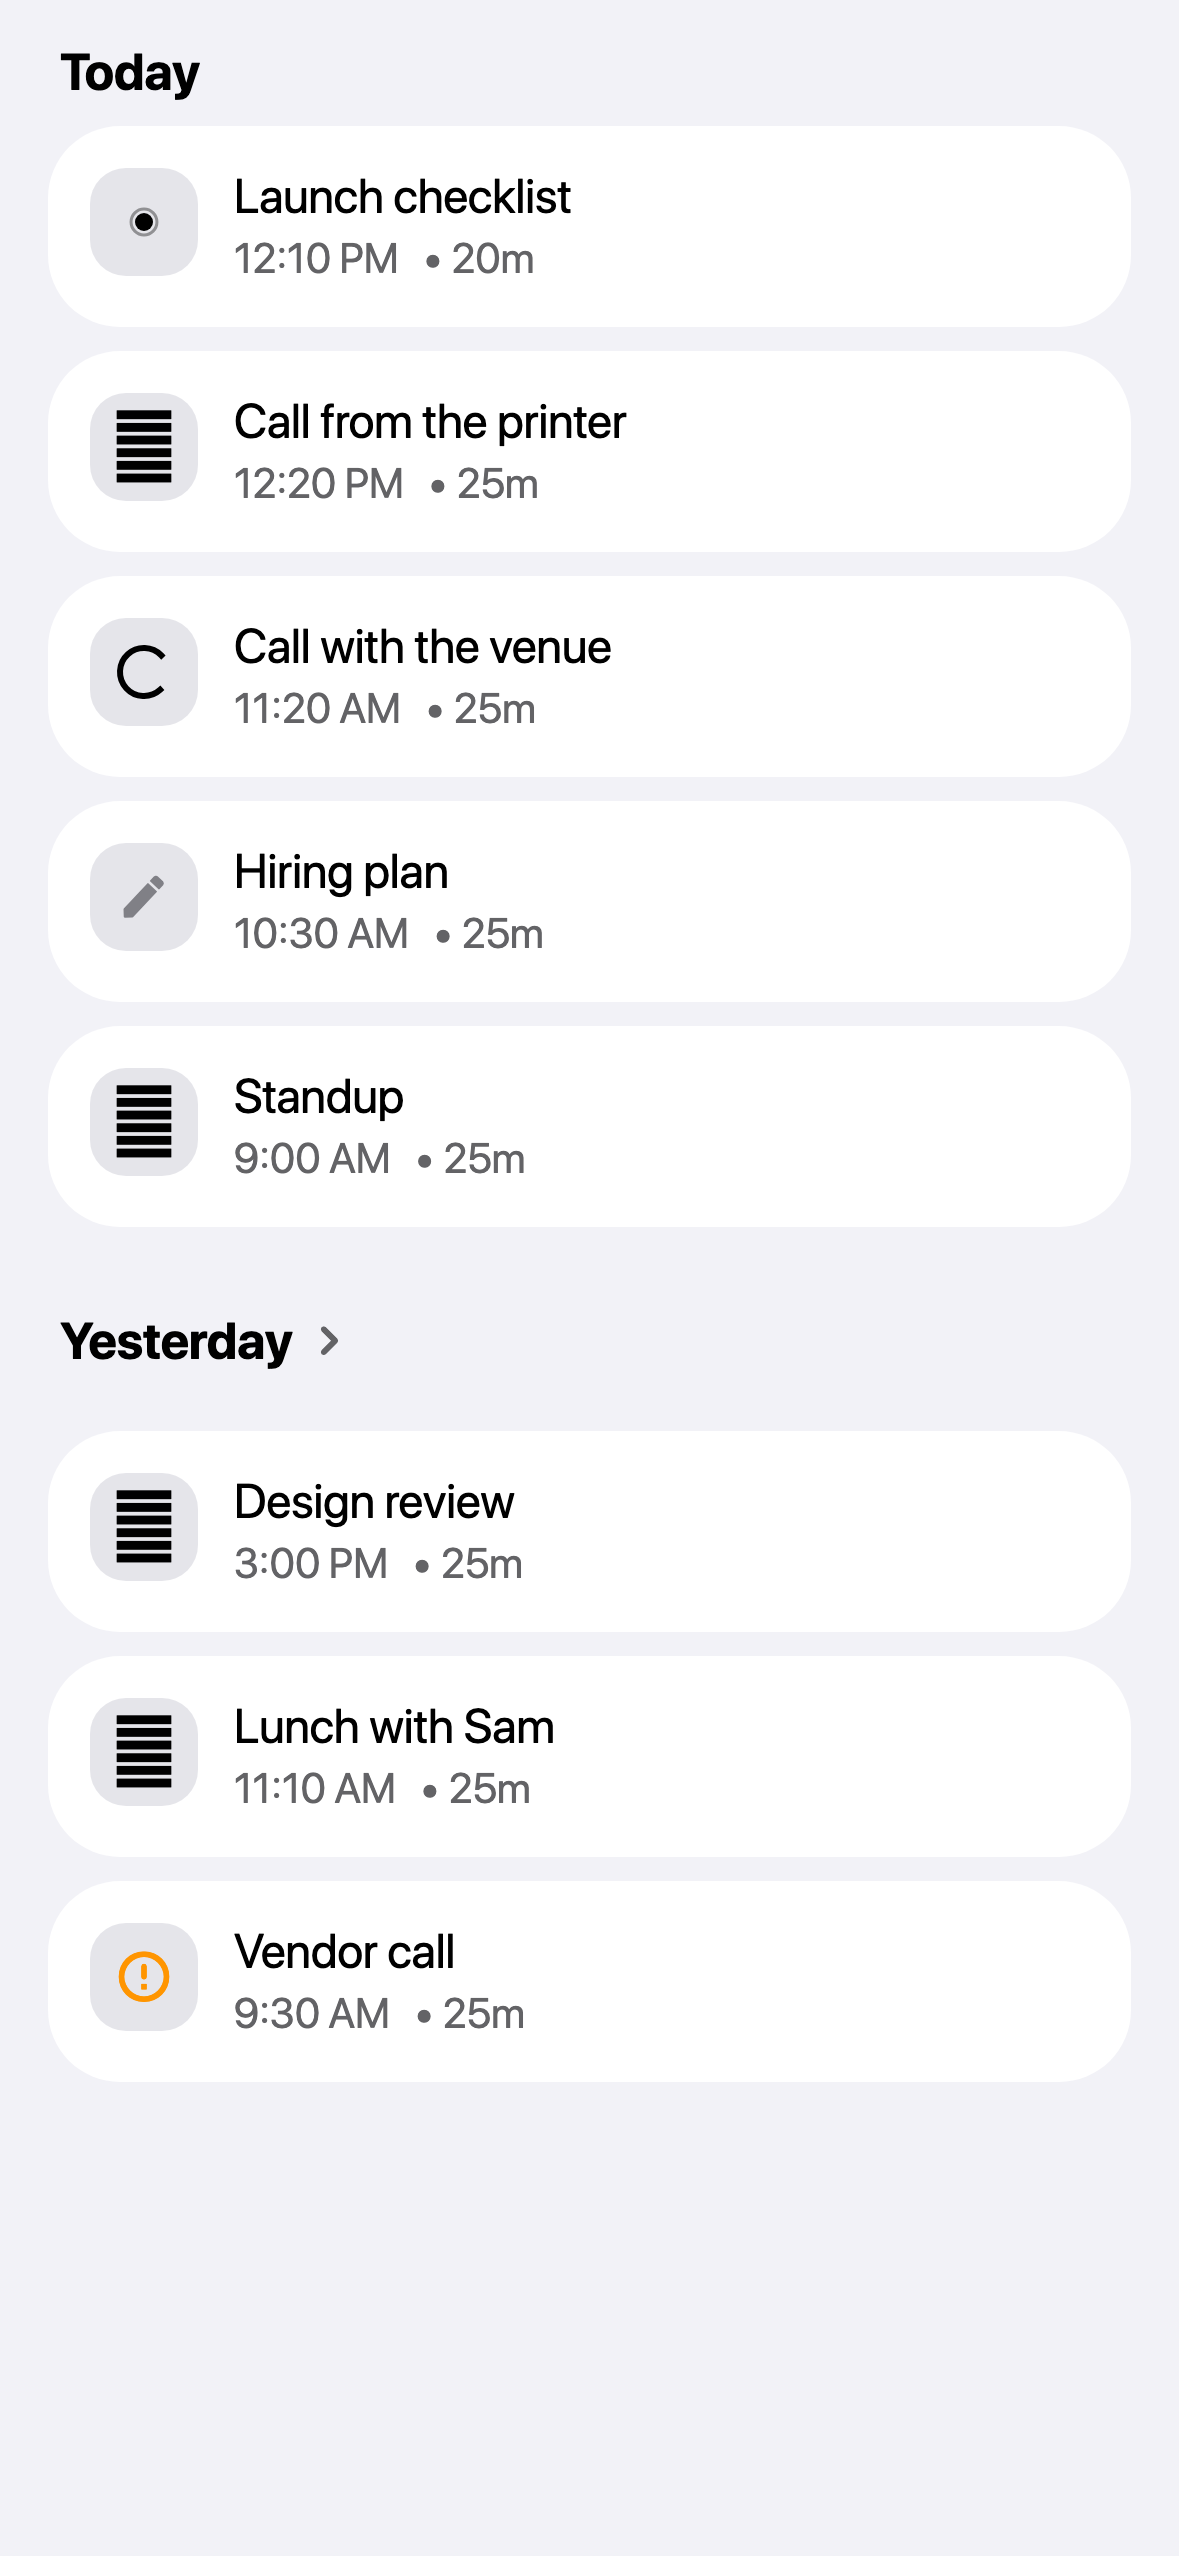 Today
Launch checklist
12:10 PM • 20m
Call from the printer
12:20 PM • 25m
Call with the venue
11:20 AM • 25m
Hiring plan
10:30 AM • 25m
Standup
9:00 AM • 25m
Yesterday
Design review
3:00 PM • 25m
Lunch with Sam
11:10 AM • 25m
Vendor call
9:30 AM • 25m